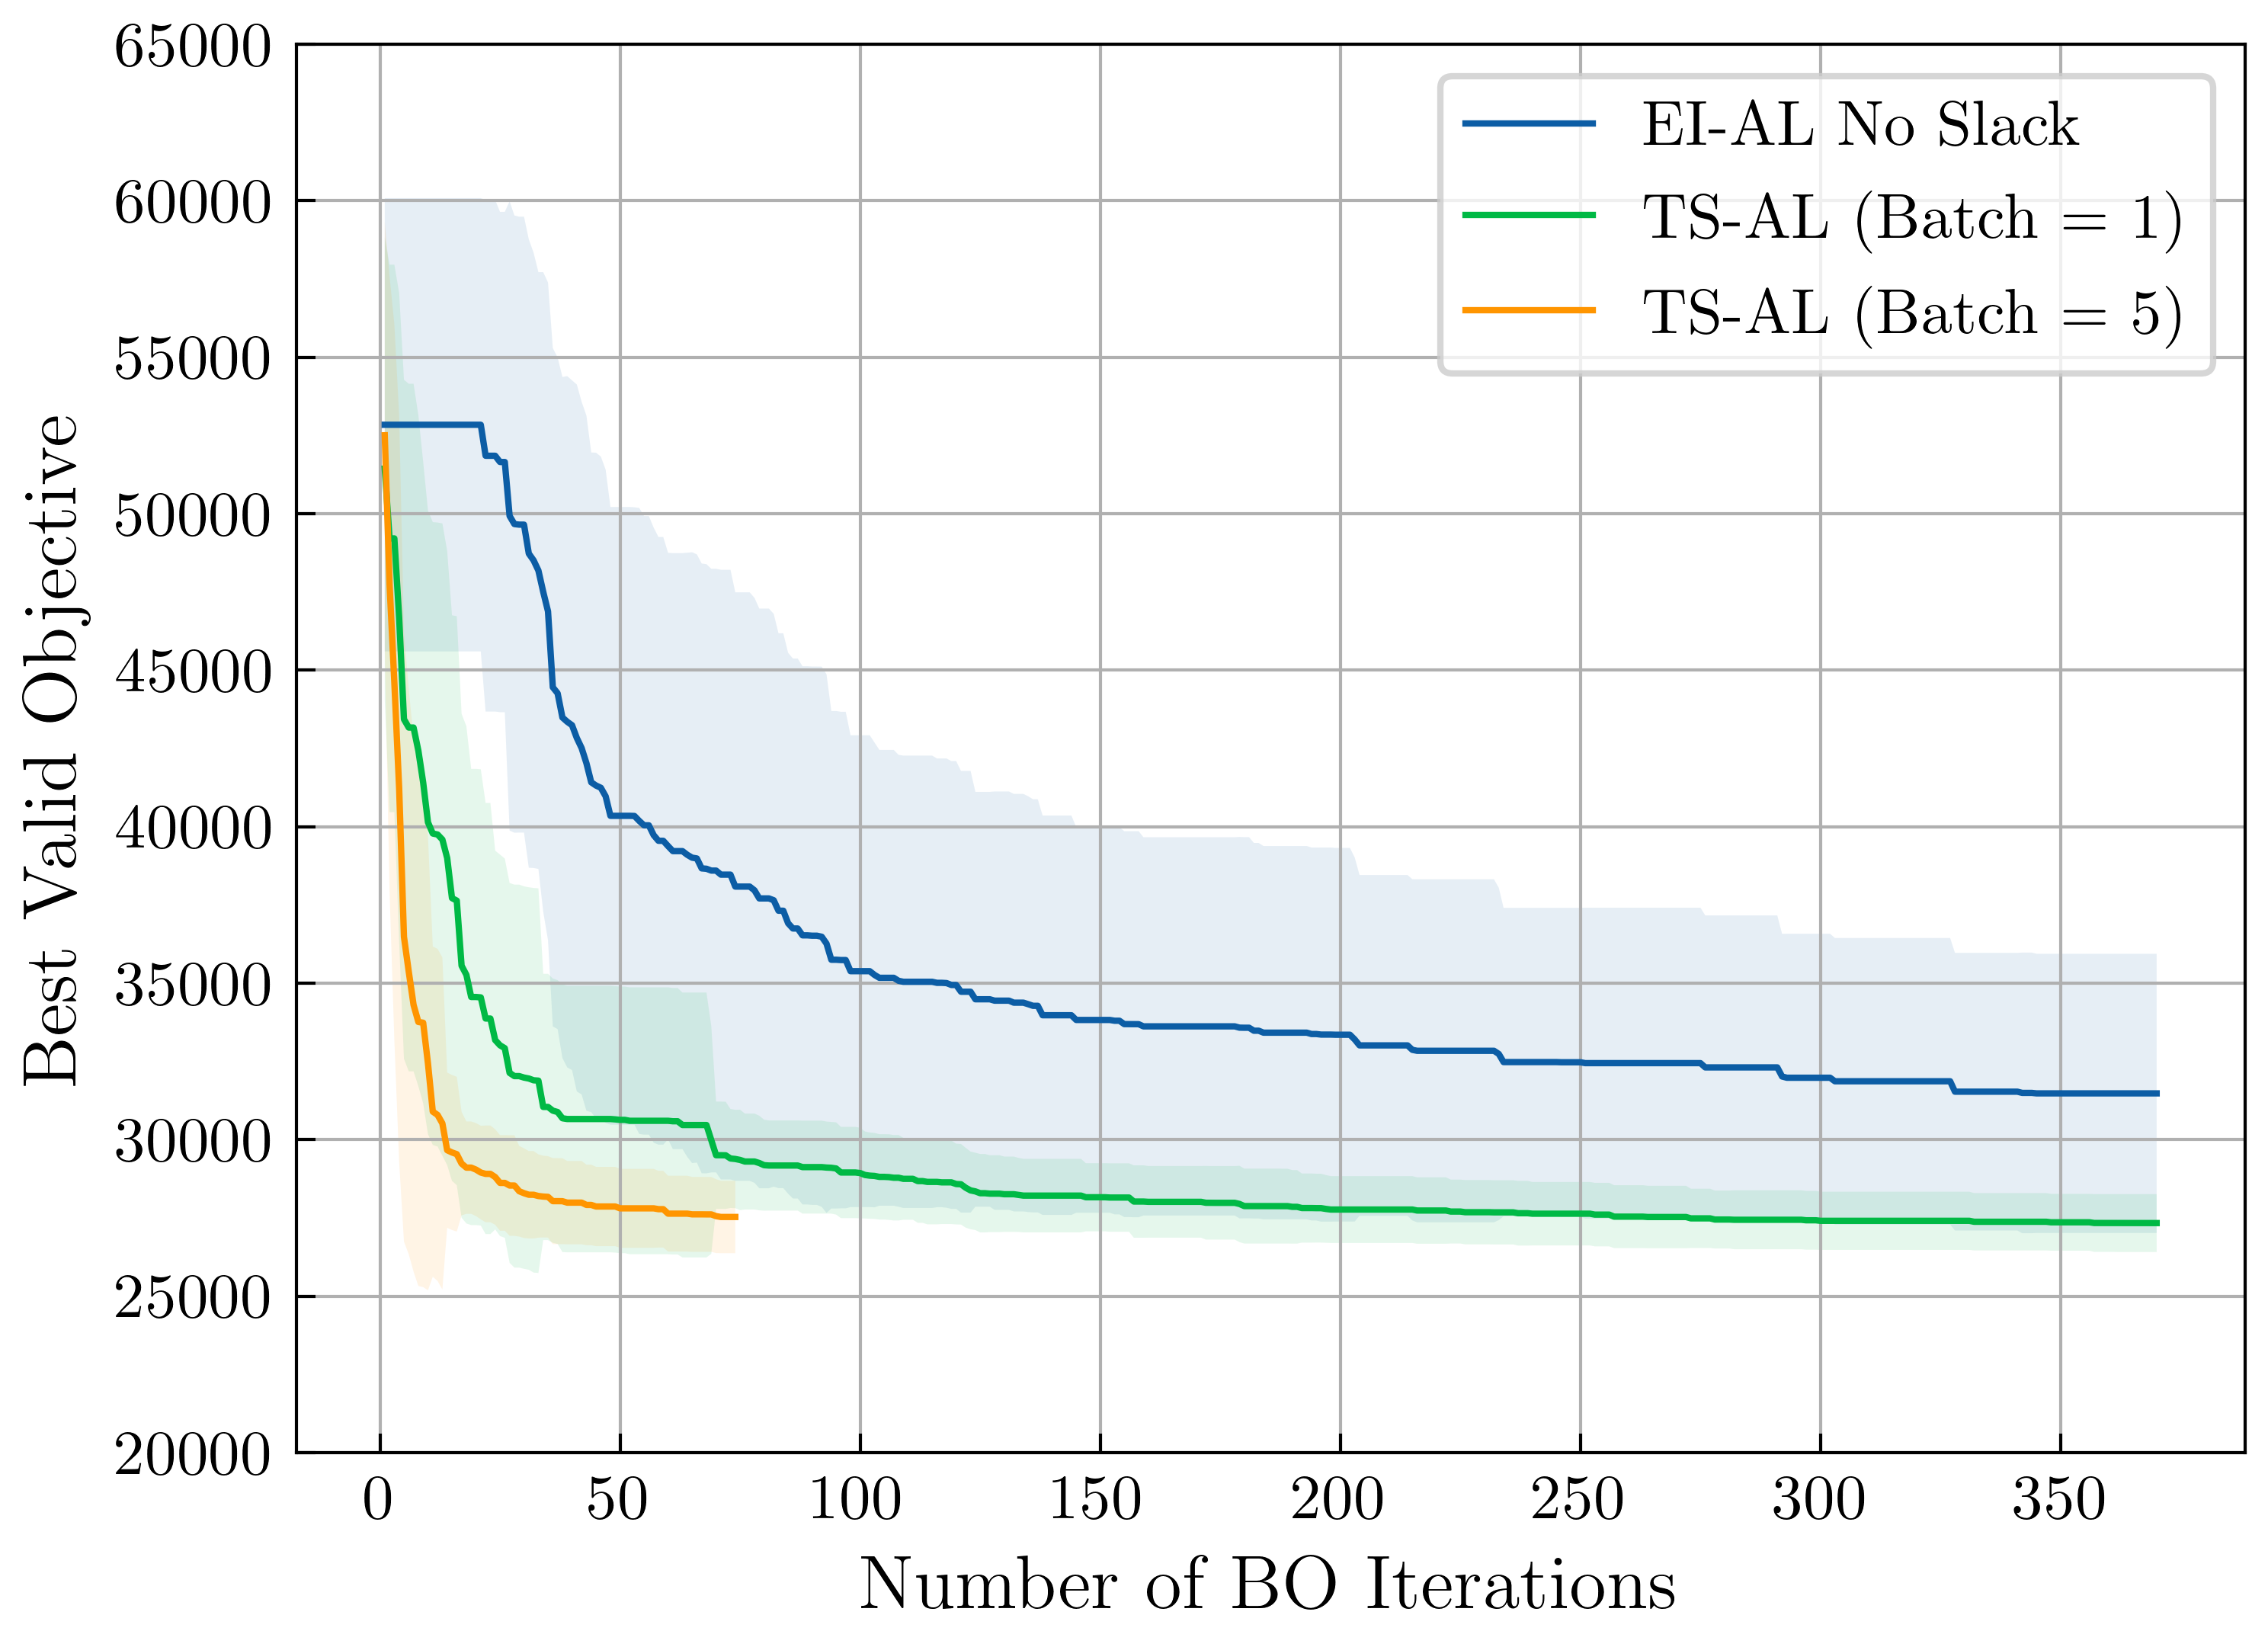 65000
60000
55000
50000
45000
40000
35000
30000
25000
20000
Best Valid Objective
EI-AL No Slack
TS-AL (Batch = 1)
TS-AL (Batch = 5)
0 50 100 150 200 250 300 350
Number of BO Iterations